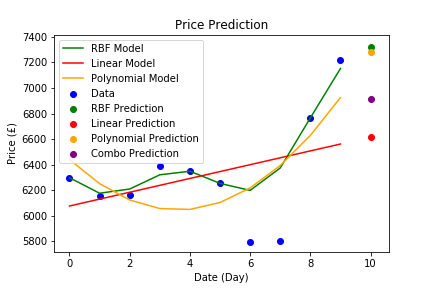 Price Prediction
7400
7200
7000
6800
6600
6400
6200
6000
5800
Price (£)
RBF Model
Linear Model
Polynomial Model
Data
RBF Prediction
Linear Prediction
Polynomial Prediction
Combo Prediction
0
2
4
6
8
10
Date (Day)